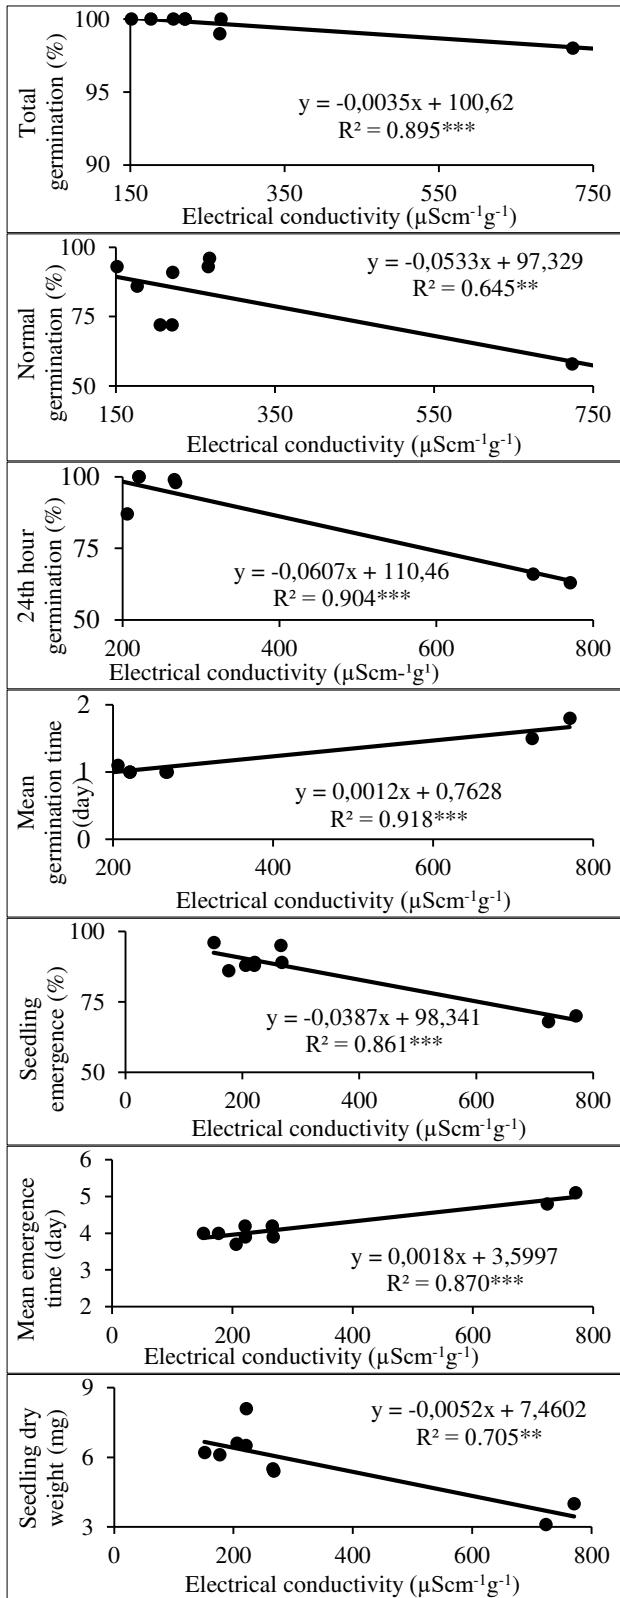 Total
germination (%)
100
95
90
y = -0,0035x + 100,62
R² = 0.895***
150 350 550 750
Electrical conductivity (µScm-¹g-¹)
Normal
germination (%)
100
75
50
y = -0,0533x + 97,329
R² = 0.645**
150 350 550 750
Electrical conductivity (µScm-¹g-¹)
24th hour
germination (%)
100
75
50
y = -0,0607x + 110,46
R² = 0.904***
200 400 600 800
Electrical conductivity (µScm-¹g¹)
Mean
germination time
(day)
2
1
0
y = 0,0012x + 0,7628
R² = 0.918***
200 400 600 800
Electrical conductivity (µScm-¹g-¹)
Seedling
emergence (%)
100
75
50
y = -0,0387x + 98,341
R² = 0.861***
0 200 400 600 800
Electrical conductivity (µScm-¹g-¹)
Mean emergence
time (day)
6
5
4
3
2
y = 0,0018x + 3,5997
R² = 0.870***
0 200 400 600 800
Electrical conductivity (µScm-¹g-¹)
Seedling dry
weight (mg)
9
6
3
y = -0,0052x + 7,4602
R² = 0.705**
0 200 400 600 800
Electrical conductivity (µScm-¹g-¹)